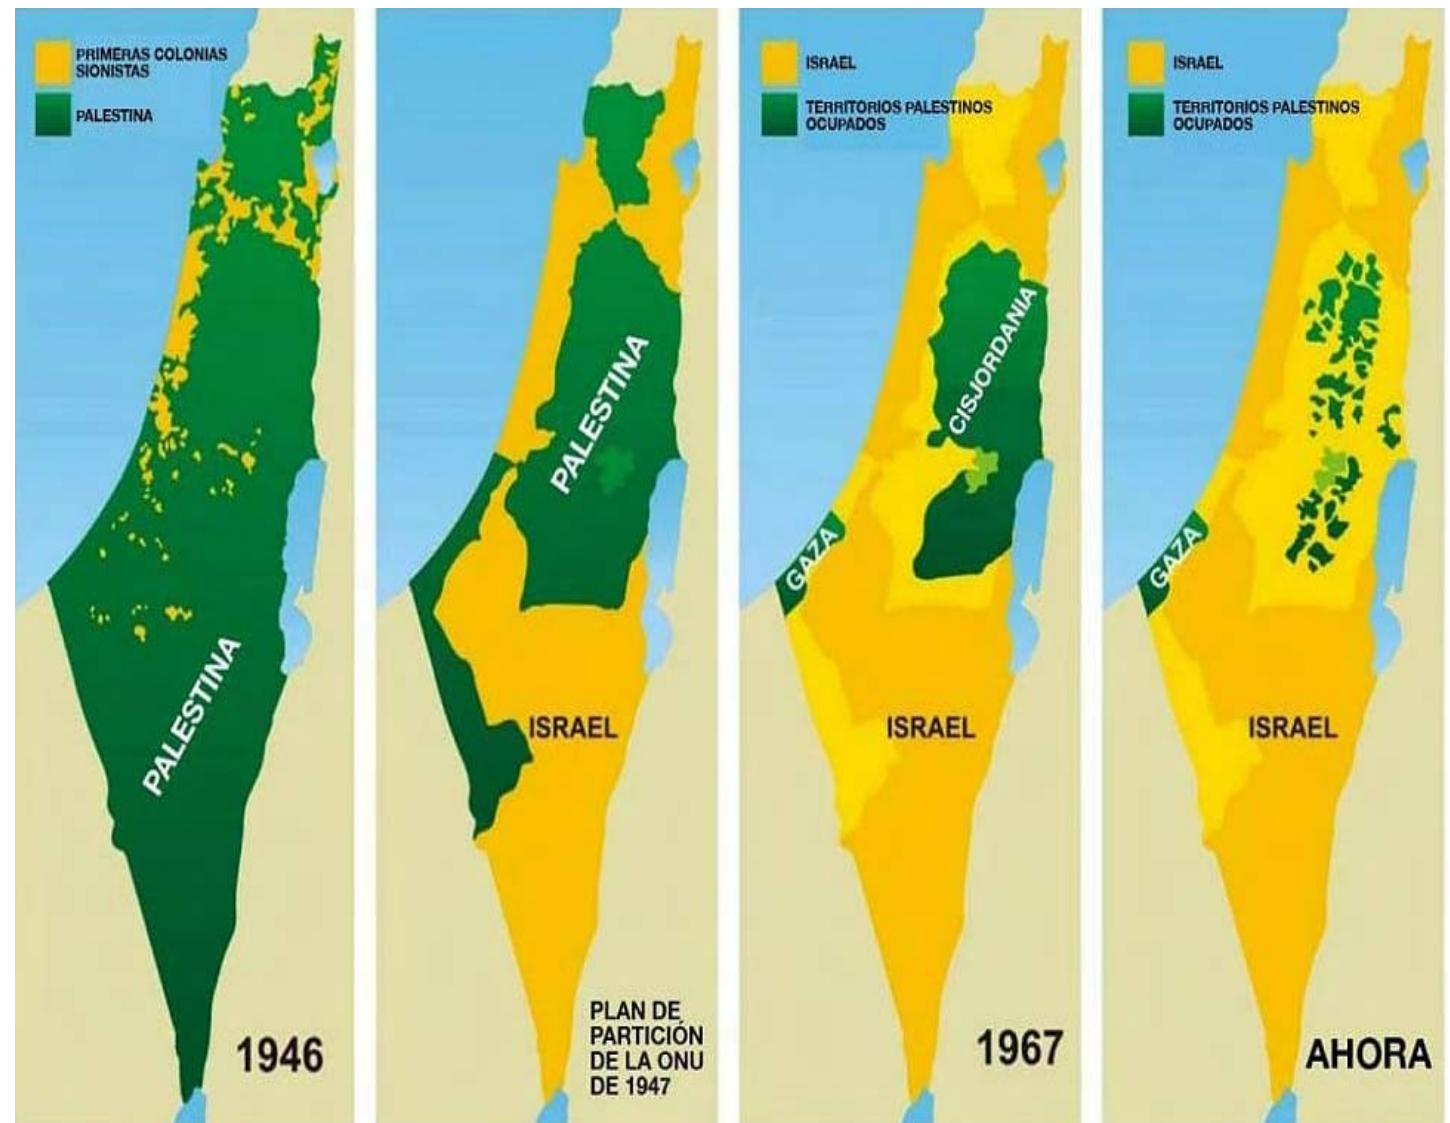 PRIMERAS COLONIAS
SIONISTAS
PALESTINA
PALESTINA
1946
PALESTINA
ISRAEL
PLAN DE
PARTICIÓN
DE LA ONU
DE 1947
ISRAEL
TERRITORIOS PALESTINOS
OCUPADOS
CISJORDANIA
GAZA
ISRAEL
1967
ISRAEL
TERRITORIOS PALESTINOS
OCUPADOS
GAZA
ISRAEL
AHORA